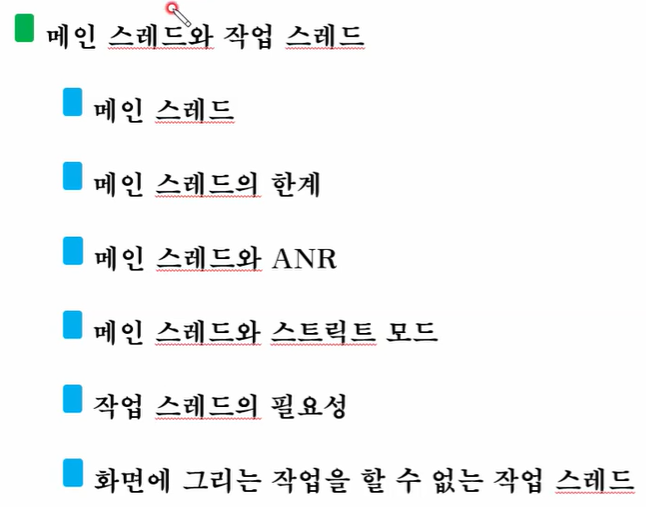 메인 스레드와 작업 스레드
메인 스레드
메인 스레드의 한계
메인 스레드와 ANR
메인 스레드와 스트릭트 모드
작업 스레드의 필요성
화면에 그리는 작업을 할 수 없는 작업 스레드